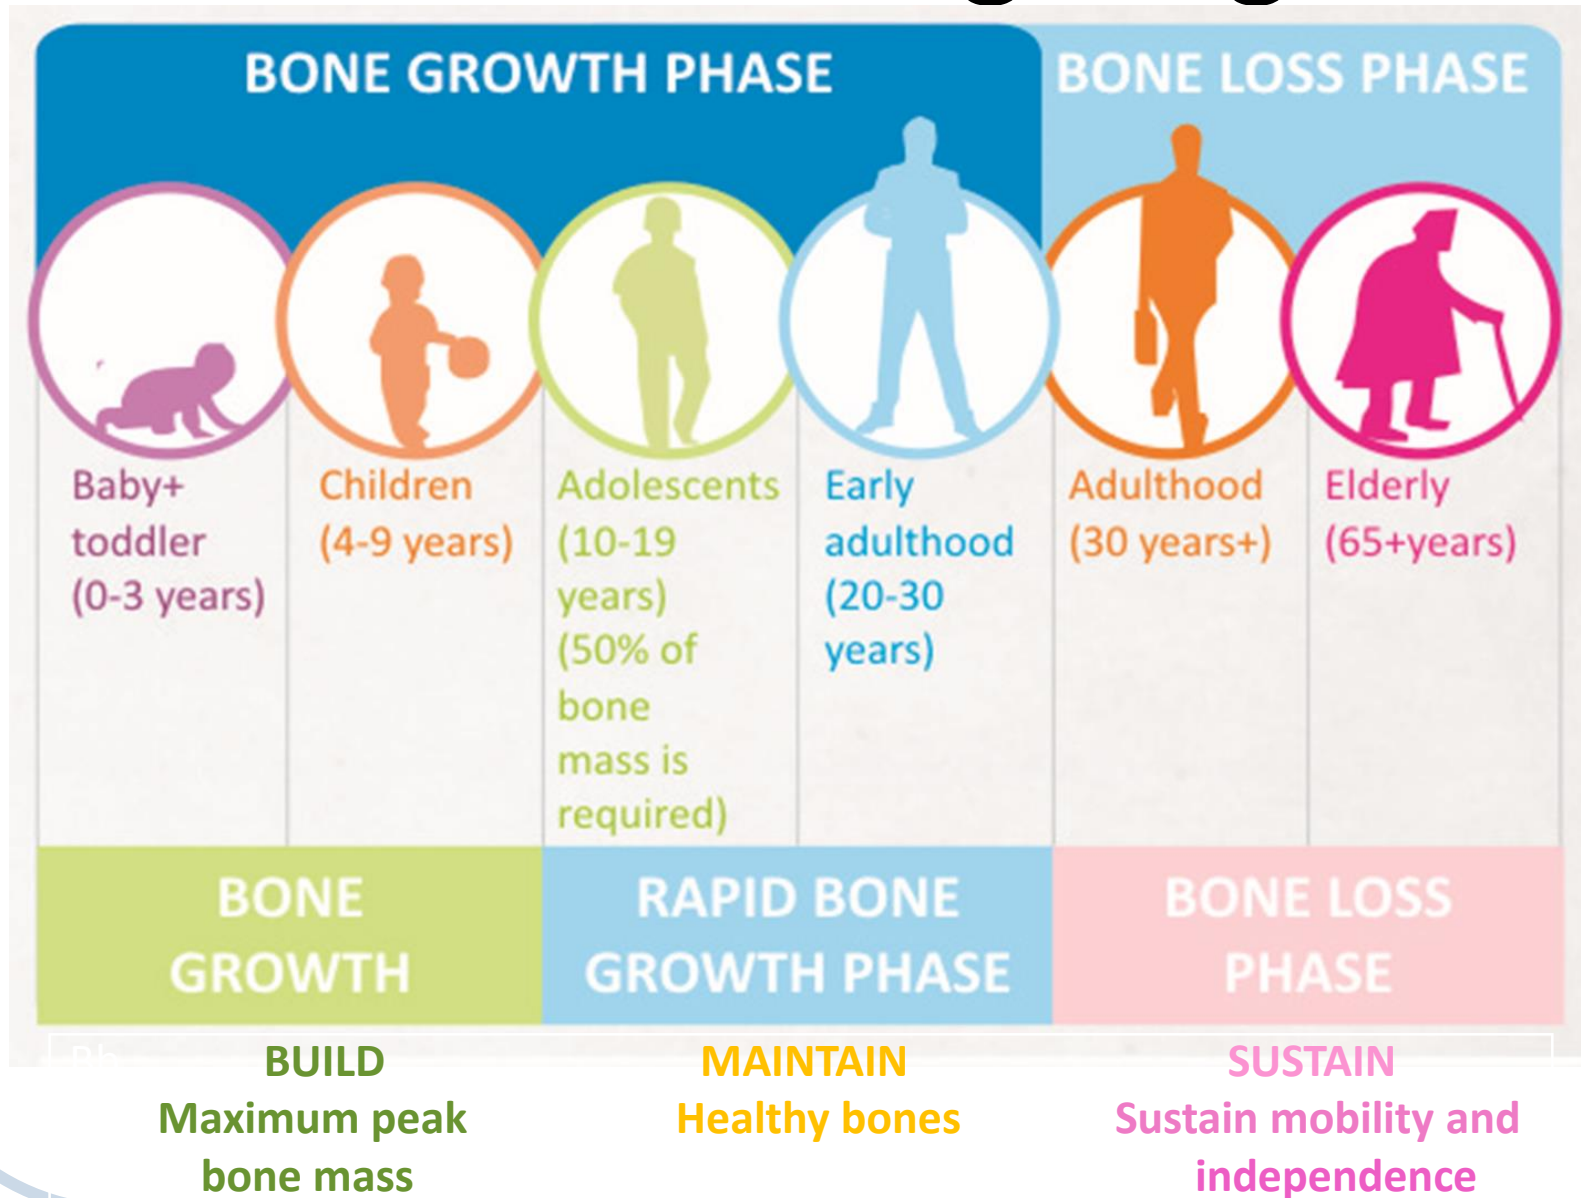 BONE GROWTH PHASE
BONE LOSS PHASE
Baby+
toddler
(0-3 years)
Children
(4-9 years)
Adolescents
(10-19
years)
(50% of
bone
mass is
required)
Early
adulthood
(20-30
years)
Adulthood
(30 years+)
Elderly
(65+years)
BONE
GROWTH
RAPID BONE
GROWTH PHASE
BONE LOSS
PHASE
BUILD
Maximum peak
bone mass
MAINTAIN
Healthy bones
SUSTAIN
Sustain mobility and
independence